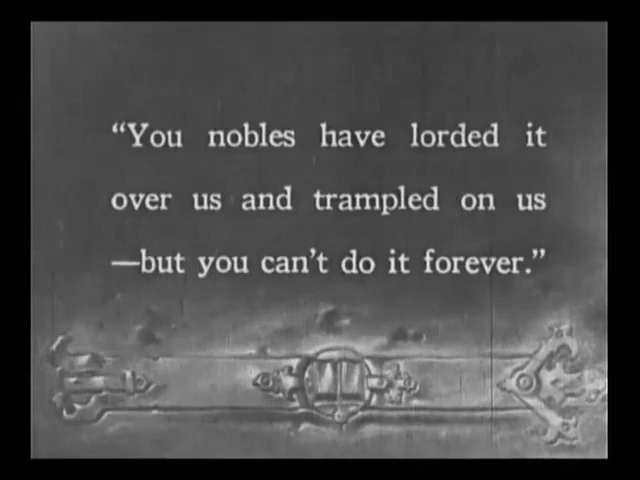 “You nobles have lorded it
over us and trampled on us
—but you can’t do it forever.”